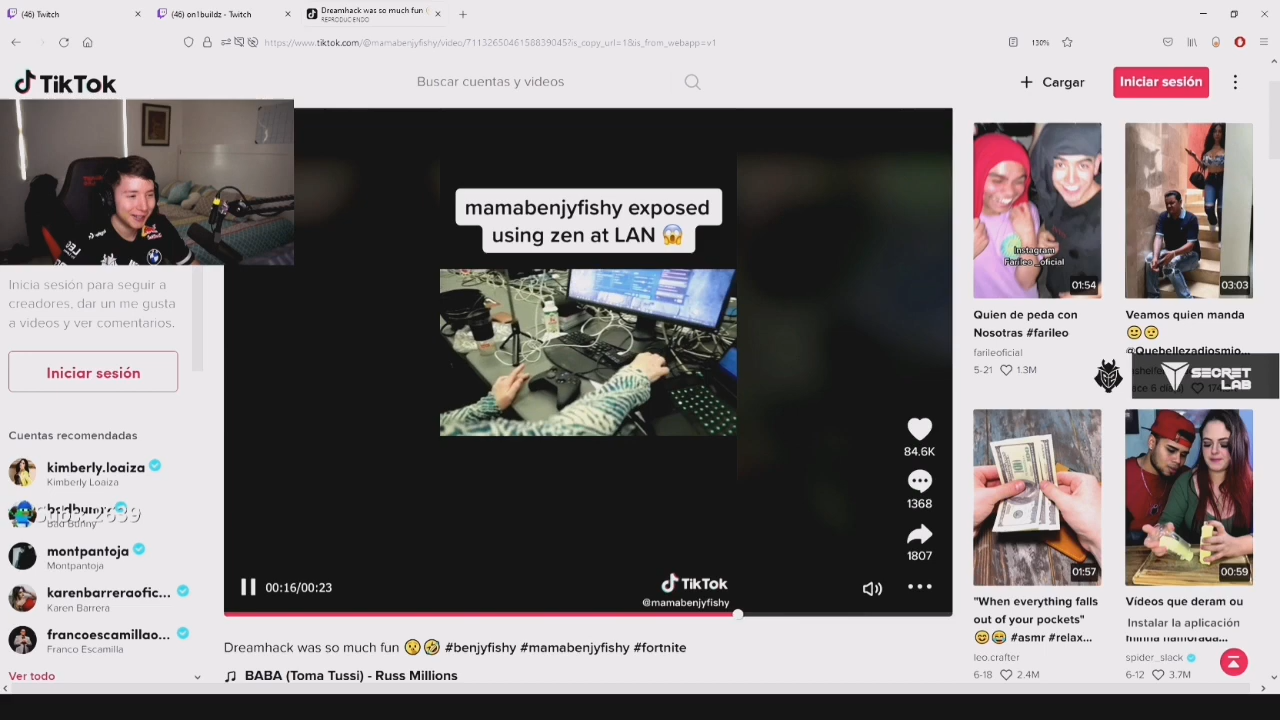 (46) Twitch
(46) on1buildz - Twitch
Dreamhack was so much fun
REPRODUCIENDO
https://www.tiktok.com/@mamabenjyfishy/video/7113265046158839045?is_copy_url=1&is_from_webapp=v1
130%
TikTok
Buscar cuentas y videos
Cargar
Iniciar sesión
mamabenjyfishy exposed
using zen at LAN 😱
Inicia sesión para seguir a
creadores, dar un me gusta
a videos y ver comentarios.
Iniciar sesión
Cuentas recomendadas
kimberly.loaiza
Kimberly Loaiza
badbunny
Bad Bunny
montpantoja
Montpantoja
karenbarreraofic...
Karen Barrera
francoescamillao...
Franco Escamilla
Ver todo
84.6K
1368
1807
00:16/00:23
TikTok
@mamabenjyfishy
Dreamhack was so much fun 😗🤣 #benjyfishy #mamabenjyfishy #fortnite
BABA (Toma Tussi) - Russ Millions
Instagram
Farileo _oficial
01:54
Quien de peda con
Nosotras #farileo
farileoficial
5-21 1.3M
03:03
Veamos quien manda
@Quebellezadiosmio...
SECRET
LAB
01:57
"When everything falls
out of your pockets"
😊😂 #asmr #relax...
leo.crafter
6-18 2.4M
00:59
Vídeos que deram ou
Instalar la aplicación
minha namorada...
spider_slack
6-12 3.7M